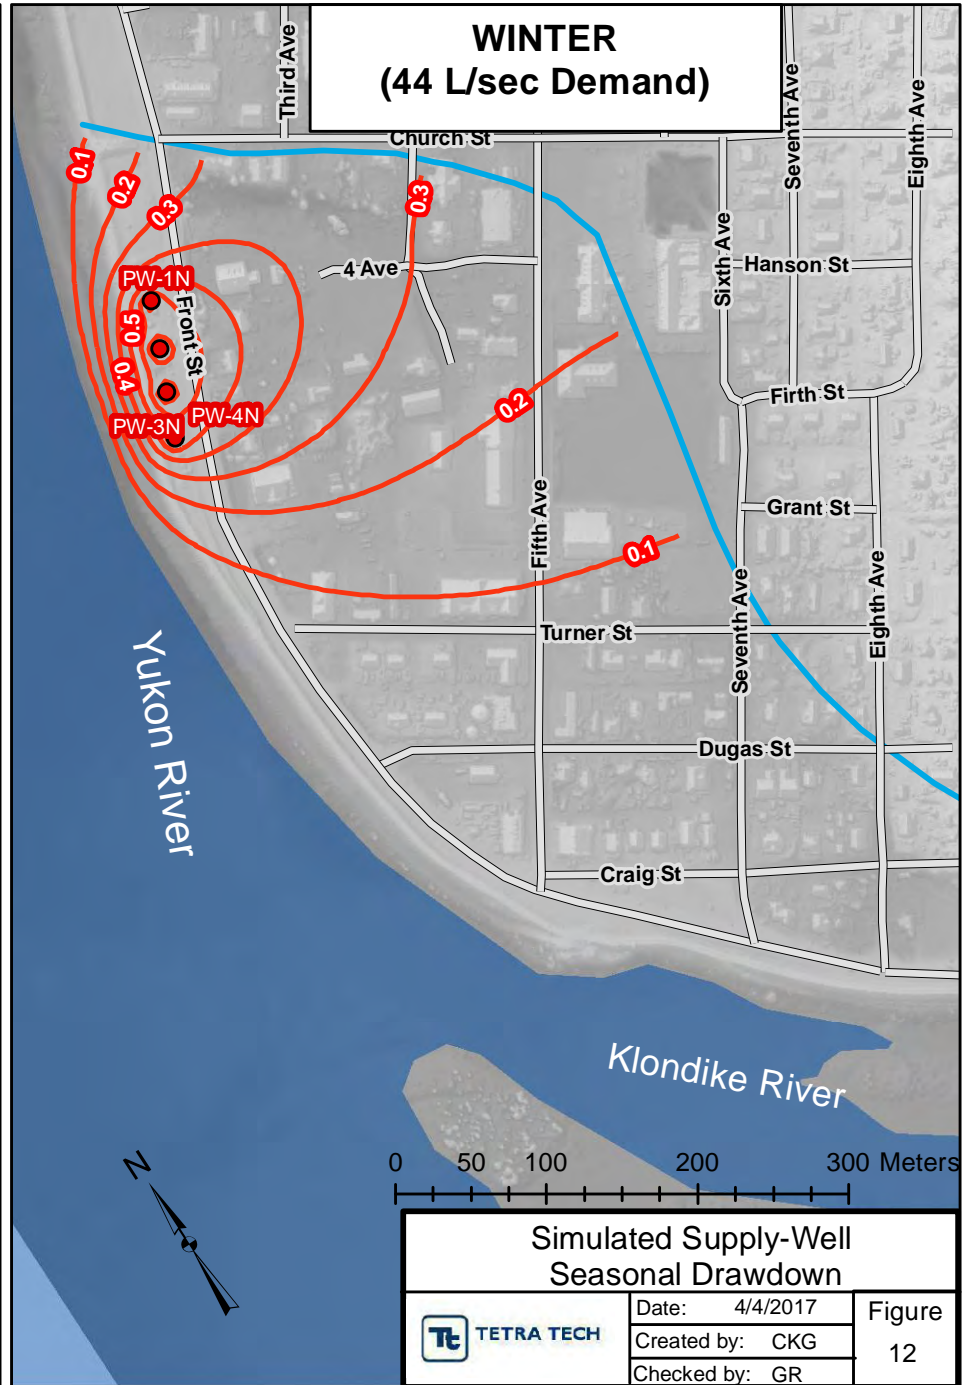 WINTER
(44 L/sec Demand)
Third Ave
Church St
Seventh Ave
Eighth Ave
0.1
0.2
0.3
0.3
Sixth Ave
Hanson St
4 Ave
PW-1N
Front St
0.5
0.4
PW-3N
PW-4N
0.2
Firth St
Grant St
Fifth Ave
0.1
Seventh Ave
Eighth Ave
Turner St
Yukon River
Dugas St
Craig St
Klondike River
N
0 50 100 200 300 Meters
Simulated Supply-Well
Seasonal Drawdown
Tt TETRA TECH
Date: 4/4/2017
Created by: CKG
Checked by: GR
Figure
12